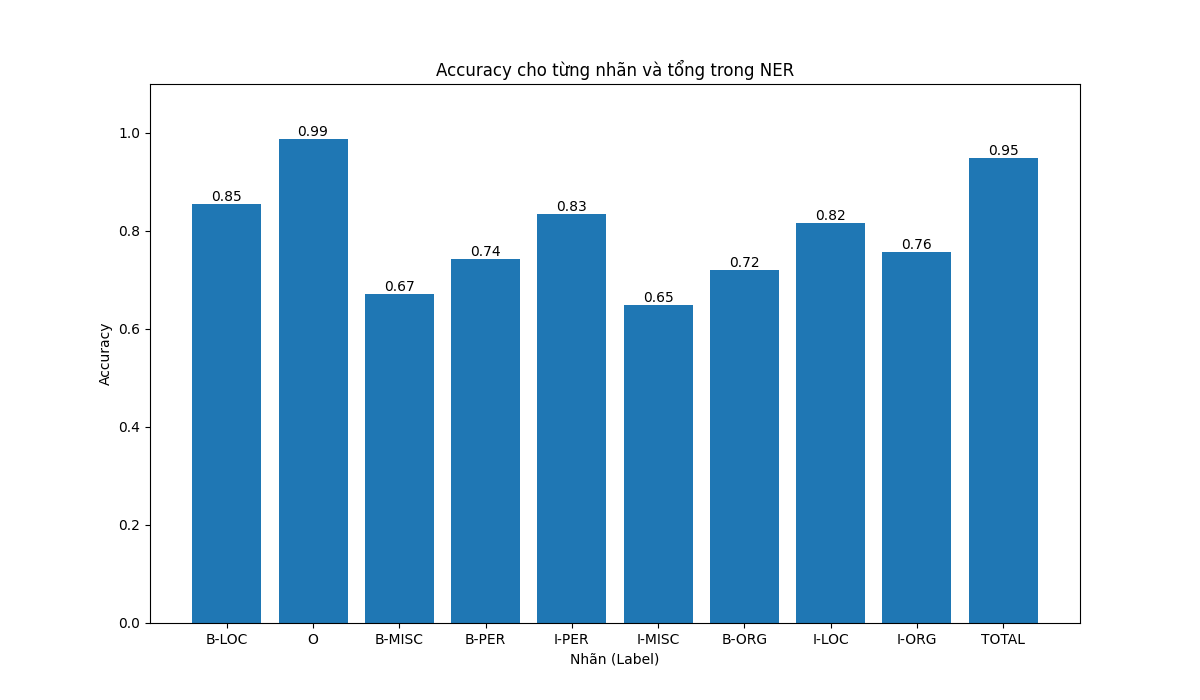 Accuracy cho từng nhãn và tổng trong NER
Accuracy
1.0
0.8
0.6
0.4
0.2
0.0
0.85
0.99
0.67
0.74
0.83
0.65
0.72
0.82
0.76
0.95
B-LOC
O
B-MISC
B-PER
I-PER
I-MISC
B-ORG
I-LOC
I-ORG
TOTAL
Nhãn (Label)